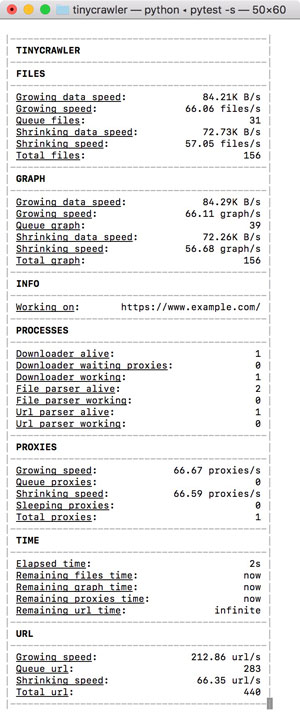 tinycrawler — python ◂ pytest -s — 50×60
TINYCRAWLER
FILES
Growing data speed: 84.21K B/s
Growing speed: 66.06 files/s
Queue files: 31
Shrinking data speed: 72.73K B/s
Shrinking speed: 57.05 files/s
Total files: 156
GRAPH
Growing data speed: 84.29K B/s
Growing speed: 66.11 graph/s
Queue graph: 39
Shrinking data speed: 72.26K B/s
Shrinking speed: 56.68 graph/s
Total graph: 156
INFO
Working on: https://www.example.com/
PROCESSES
Downloader alive: 1
Downloader waiting proxies: 0
Downloader working: 1
File parser alive: 2
File parser working: 0
Url parser alive: 1
Url parser working: 0
PROXIES
Growing speed: 66.67 proxies/s
Queue proxies: 0
Shrinking speed: 66.59 proxies/s
Sleeping proxies: 0
Total proxies: 1
TIME
Elapsed time: 2s
Remaining files time: now
Remaining graph time: now
Remaining proxies time: now
Remaining url time: infinite
URL
Growing speed: 212.86 url/s
Queue url: 283
Shrinking speed: 66.35 url/s
Total url: 440